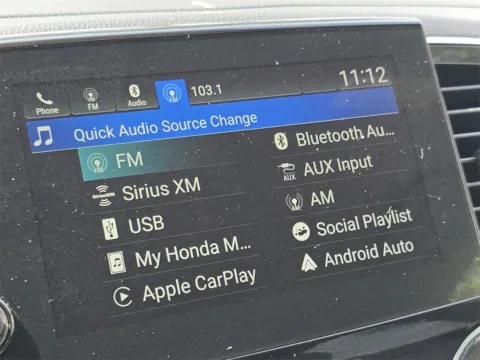 Phone
FM
Audio
103.1
11:12
Quick Audio Source Change
FM
Sirius XM
USB
My Honda M...
Apple CarPlay
Bluetooth Au...
AUX
AUX Input
AM
Social Playlist
Android Auto